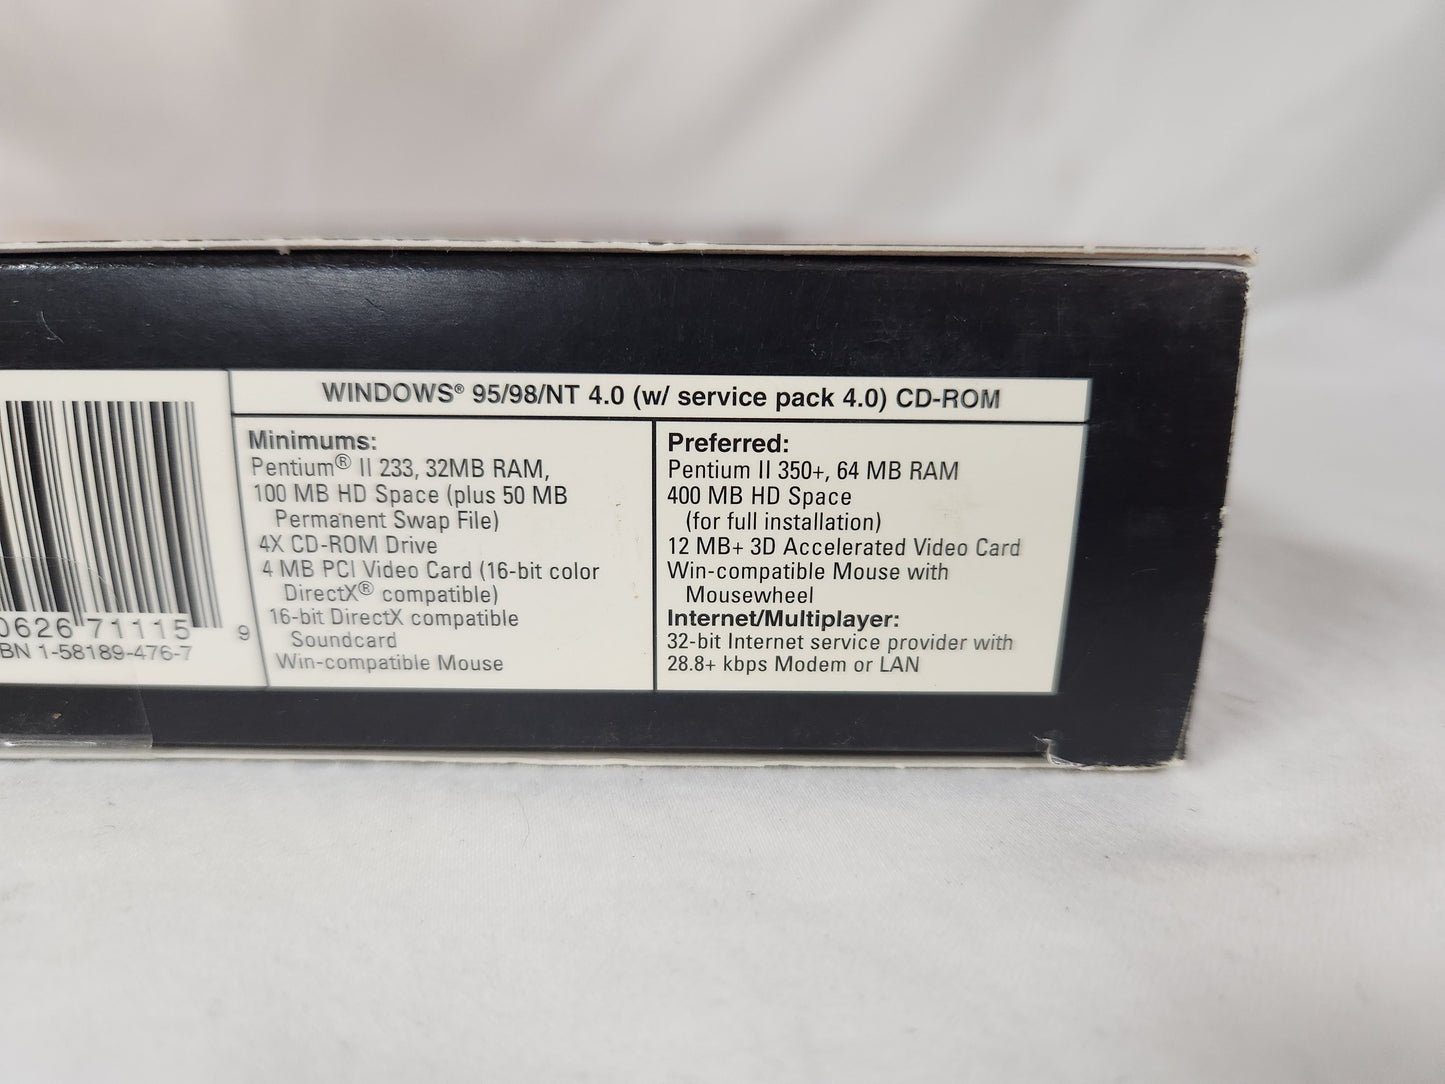 WINDOWS® 95/98/NT 4.0 (w/ service pack 4.0) CD-ROM
Minimums:
Pentium® II 233, 32MB RAM,
100 MB HD Space (plus 50 MB
Permanent Swap File)
4X CD-ROM Drive
4 MB PCI Video Card (16-bit color
DirectX® compatible)
16-bit DirectX compatible
Soundcard
Win-compatible Mouse
Preferred:
Pentium II 350+, 64 MB RAM
400 MB HD Space
(for full installation)
12 MB+ 3D Accelerated Video Card
Win-compatible Mouse with
Mousewheel
Internet/Multiplayer:
32-bit Internet service provider with
28.8+ kbps Modem or LAN
0626 71115 9
BN 1-58189-476-7